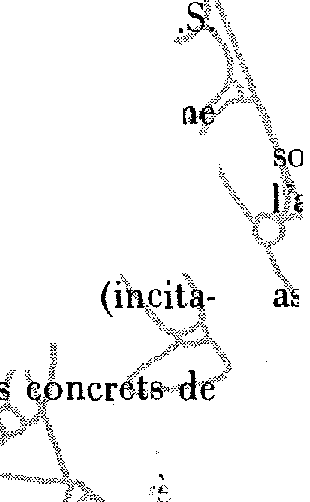 .S.
ne
so
(incita-
as
s concrets de